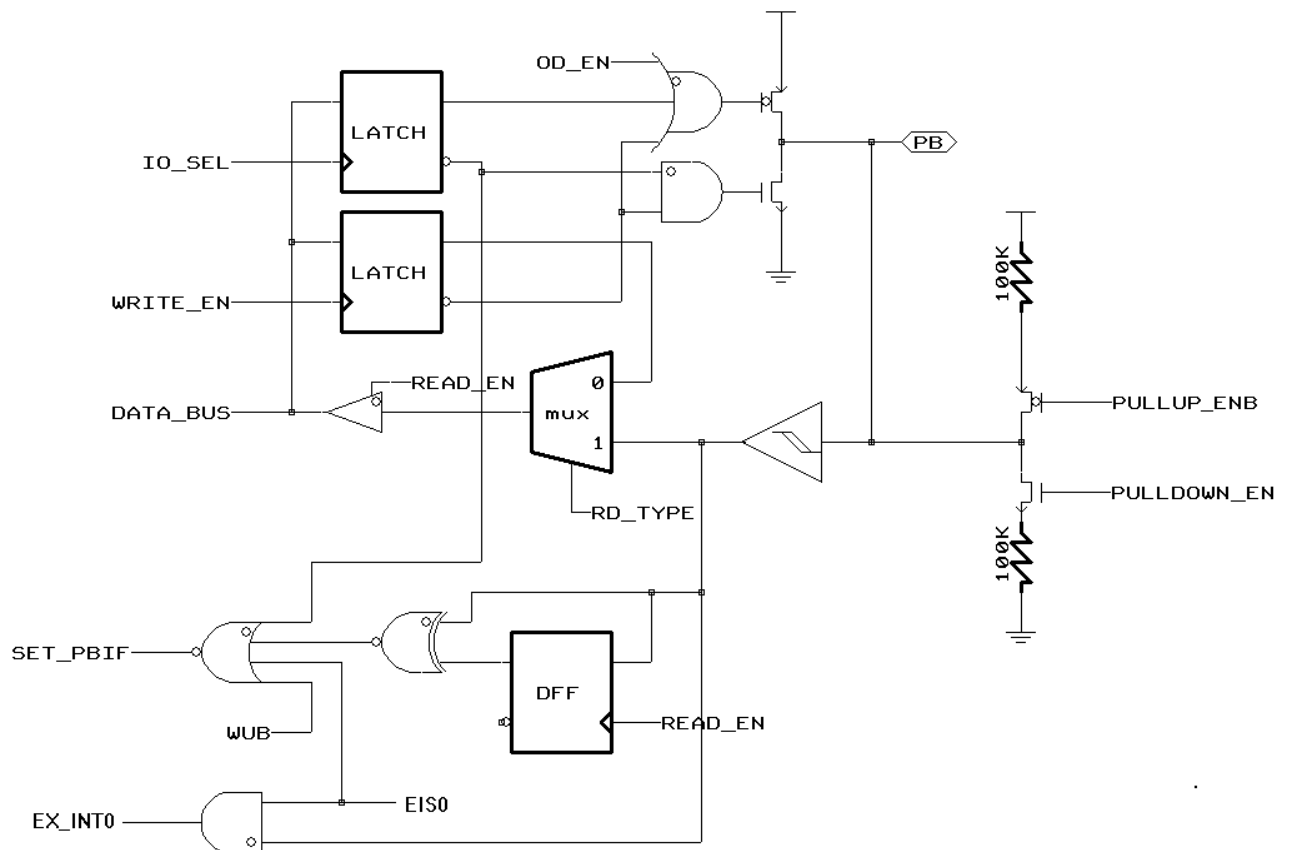 OD_EN
LATCH
PB
IO_SEL
LATCH
100K
WRITE_EN
READ_EN
0
mux
DATA_BUS
PULLUP_ENB
1
PULLDOWN_EN
RD_TYPE
100K
SET_PBIF
DFF
READ_EN
WUB
EIS0
EX_INT0